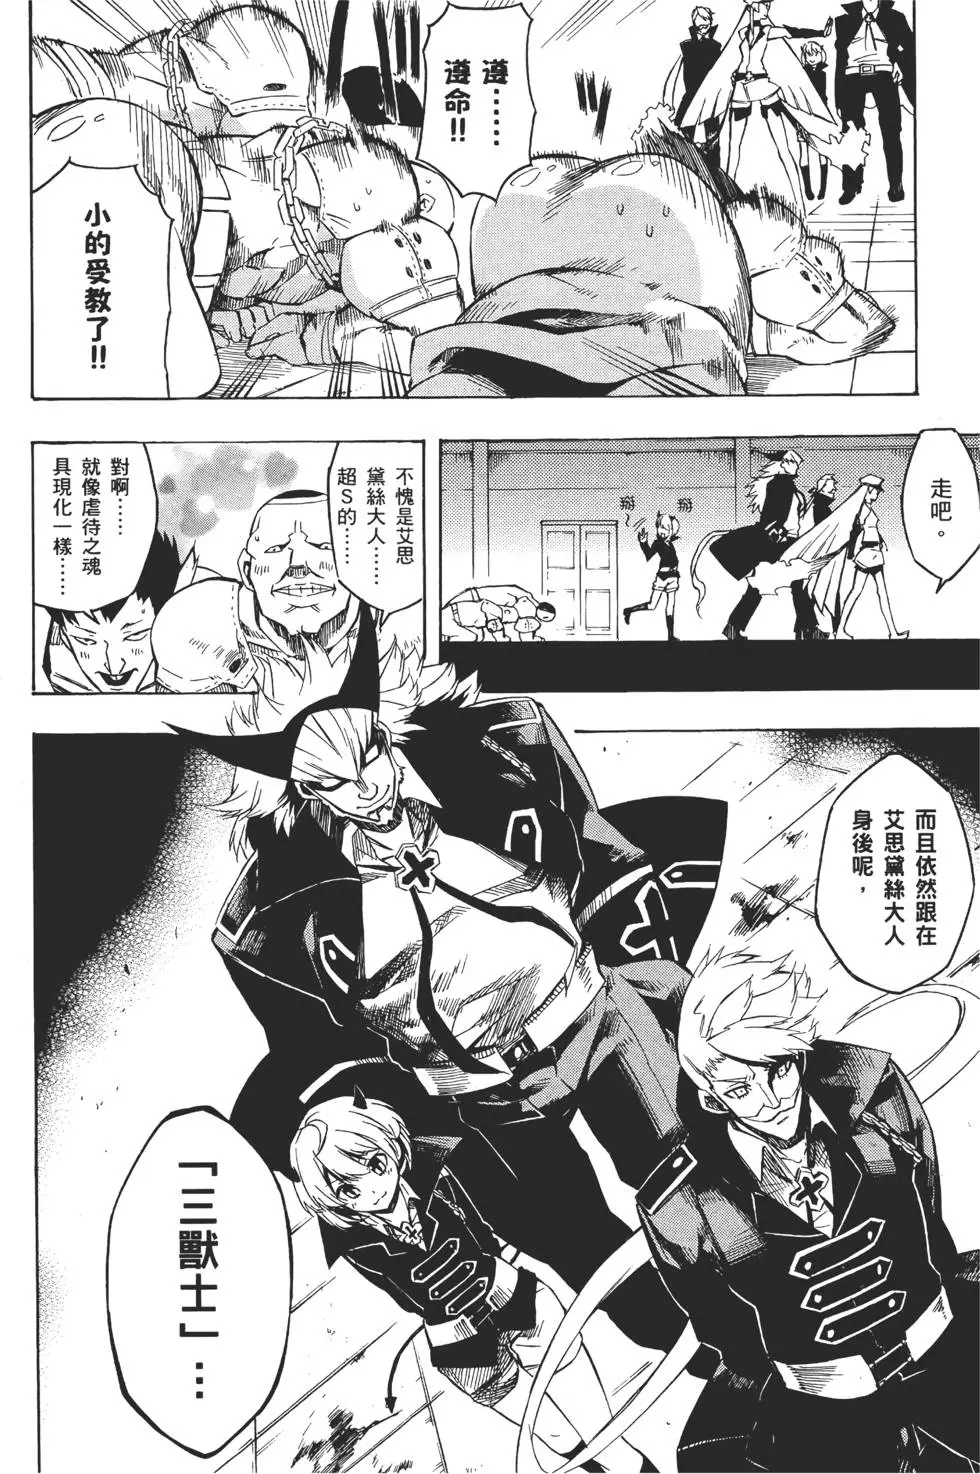 遵……
遵命!!
小的受教了!!
走吧。
掰
掰
不愧是艾思
黛絲大人……
超S的……
對啊……
就像虐待之魂
具現化一樣……
而且依然跟在
艾思黛絲大人
身後呢，
「三獸士」…